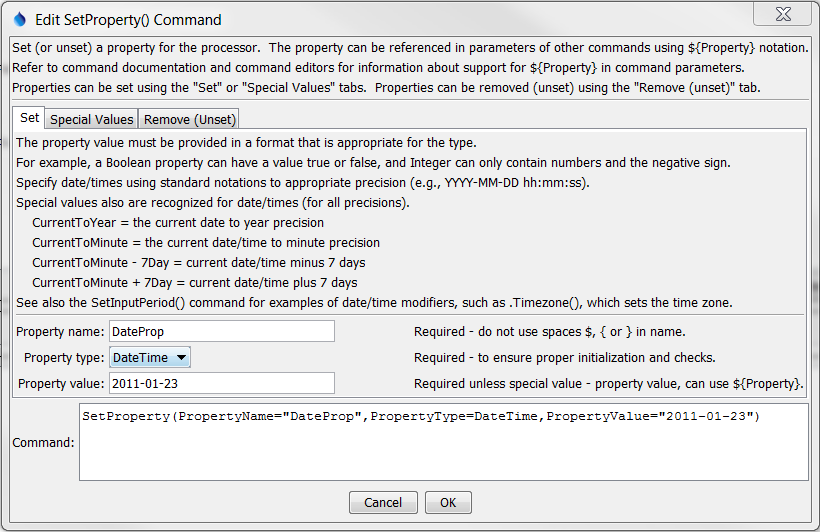 Edit SetProperty() Command
Set (or unset) a property for the processor.  The property can be referenced in parameters of other commands using ${Property} notation.
Refer to command documentation and command editors for information about support for ${Property} in command parameters.
Properties can be set using the "Set" or "Special Values" tabs.  Properties can be removed (unset) using the "Remove (unset)" tab.
Set Special Values Remove (Unset)
The property value must be provided in a format that is appropriate for the type.
For example, a Boolean property can have a value true or false, and Integer can only contain numbers and the negative sign.
Specify date/times using standard notations to appropriate precision (e.g., YYYY-MM-DD hh:mm:ss).
Special values also are recognized for date/times (for all precisions).
CurrentToYear = the current date to year precision
CurrentToMinute = the current date/time to minute precision
CurrentToMinute - 7Day = current date/time minus 7 days
CurrentToMinute + 7Day = current date/time plus 7 days
See also the SetInputPeriod() command for examples of date/time modifiers, such as .Timezone(), which sets the time zone.
Property name: DateProp Required - do not use spaces $, { or } in name.
Property type: DateTime Required - to ensure proper initialization and checks.
Property value: 2011-01-23 Required unless special value - property value, can use ${Property}.
SetProperty(PropertyName="DateProp",PropertyType=DateTime,PropertyValue="2011-01-23")
Command:
Cancel OK